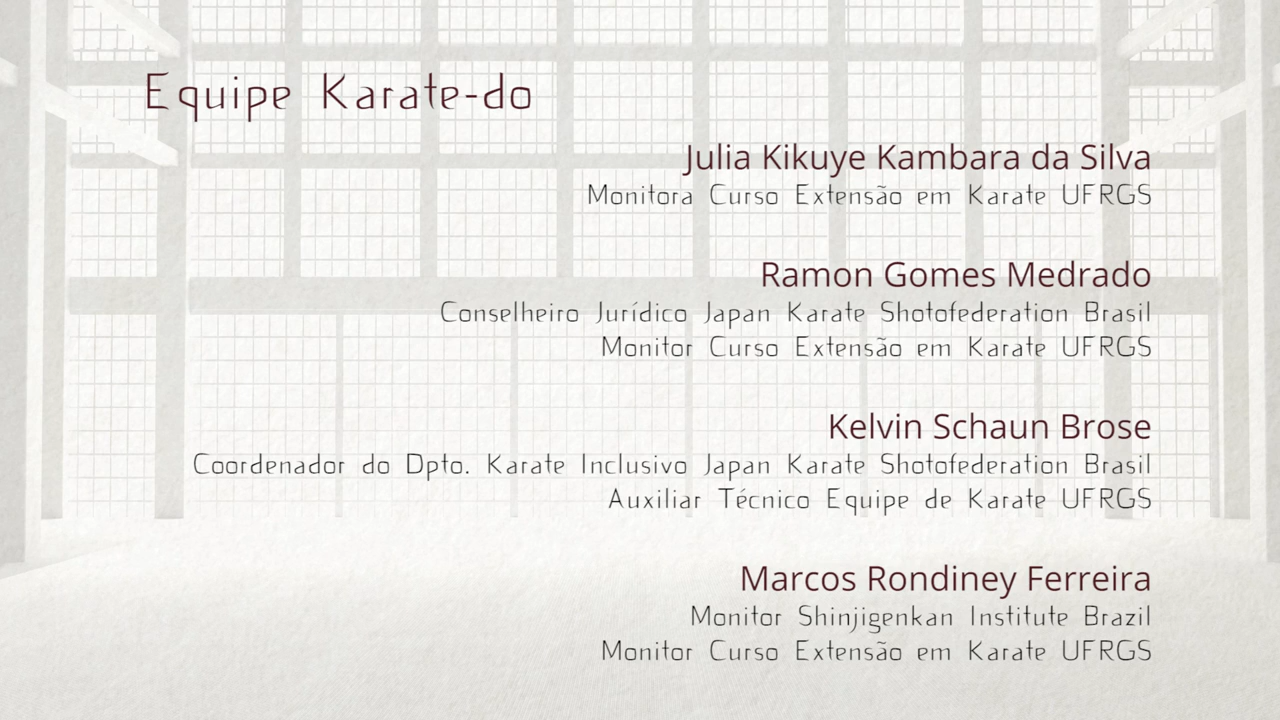 Equipe Karate-do
Julia Kikuye Kambara da Silva
Monitora Curso Extensão em Karate UFRGS
Ramon Gomes Medrado
Conselheiro Jurídico Japan Karate Shotofederation Brasil
Monitor Curso Extensão em Karate UFRGS
Kelvin Schaun Brose
Coordenador do Dpto. Karate Inclusivo Japan Karate Shotofederation Brasil
Auxiliar Técnico Equipe de Karate UFRGS
Marcos Rondiney Ferreira
Monitor Shinjigenkan Institute Brazil
Monitor Curso Extensão em Karate UFRGS